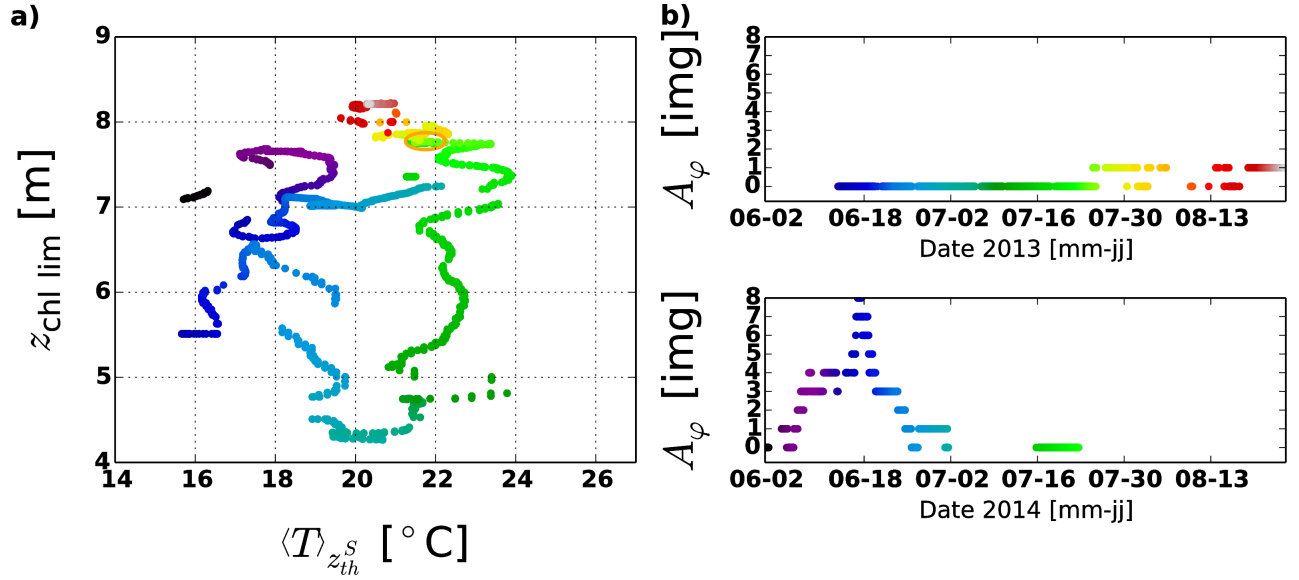 a)
9
8
7
6
5
4
14 16 18 20 22 24 26
z_chl lim [m]
⟨T⟩_{z_{th}^S} [°C]
b)
8
7
6
5
4
3
2
1
0
A_φ [img]
06-02 06-18 07-02 07-16 07-30 08-13
Date 2013 [mm-jj]
8
7
6
5
4
3
2
1
0
A_φ [img]
06-02 06-18 07-02 07-16 07-30 08-13
Date 2014 [mm-jj]